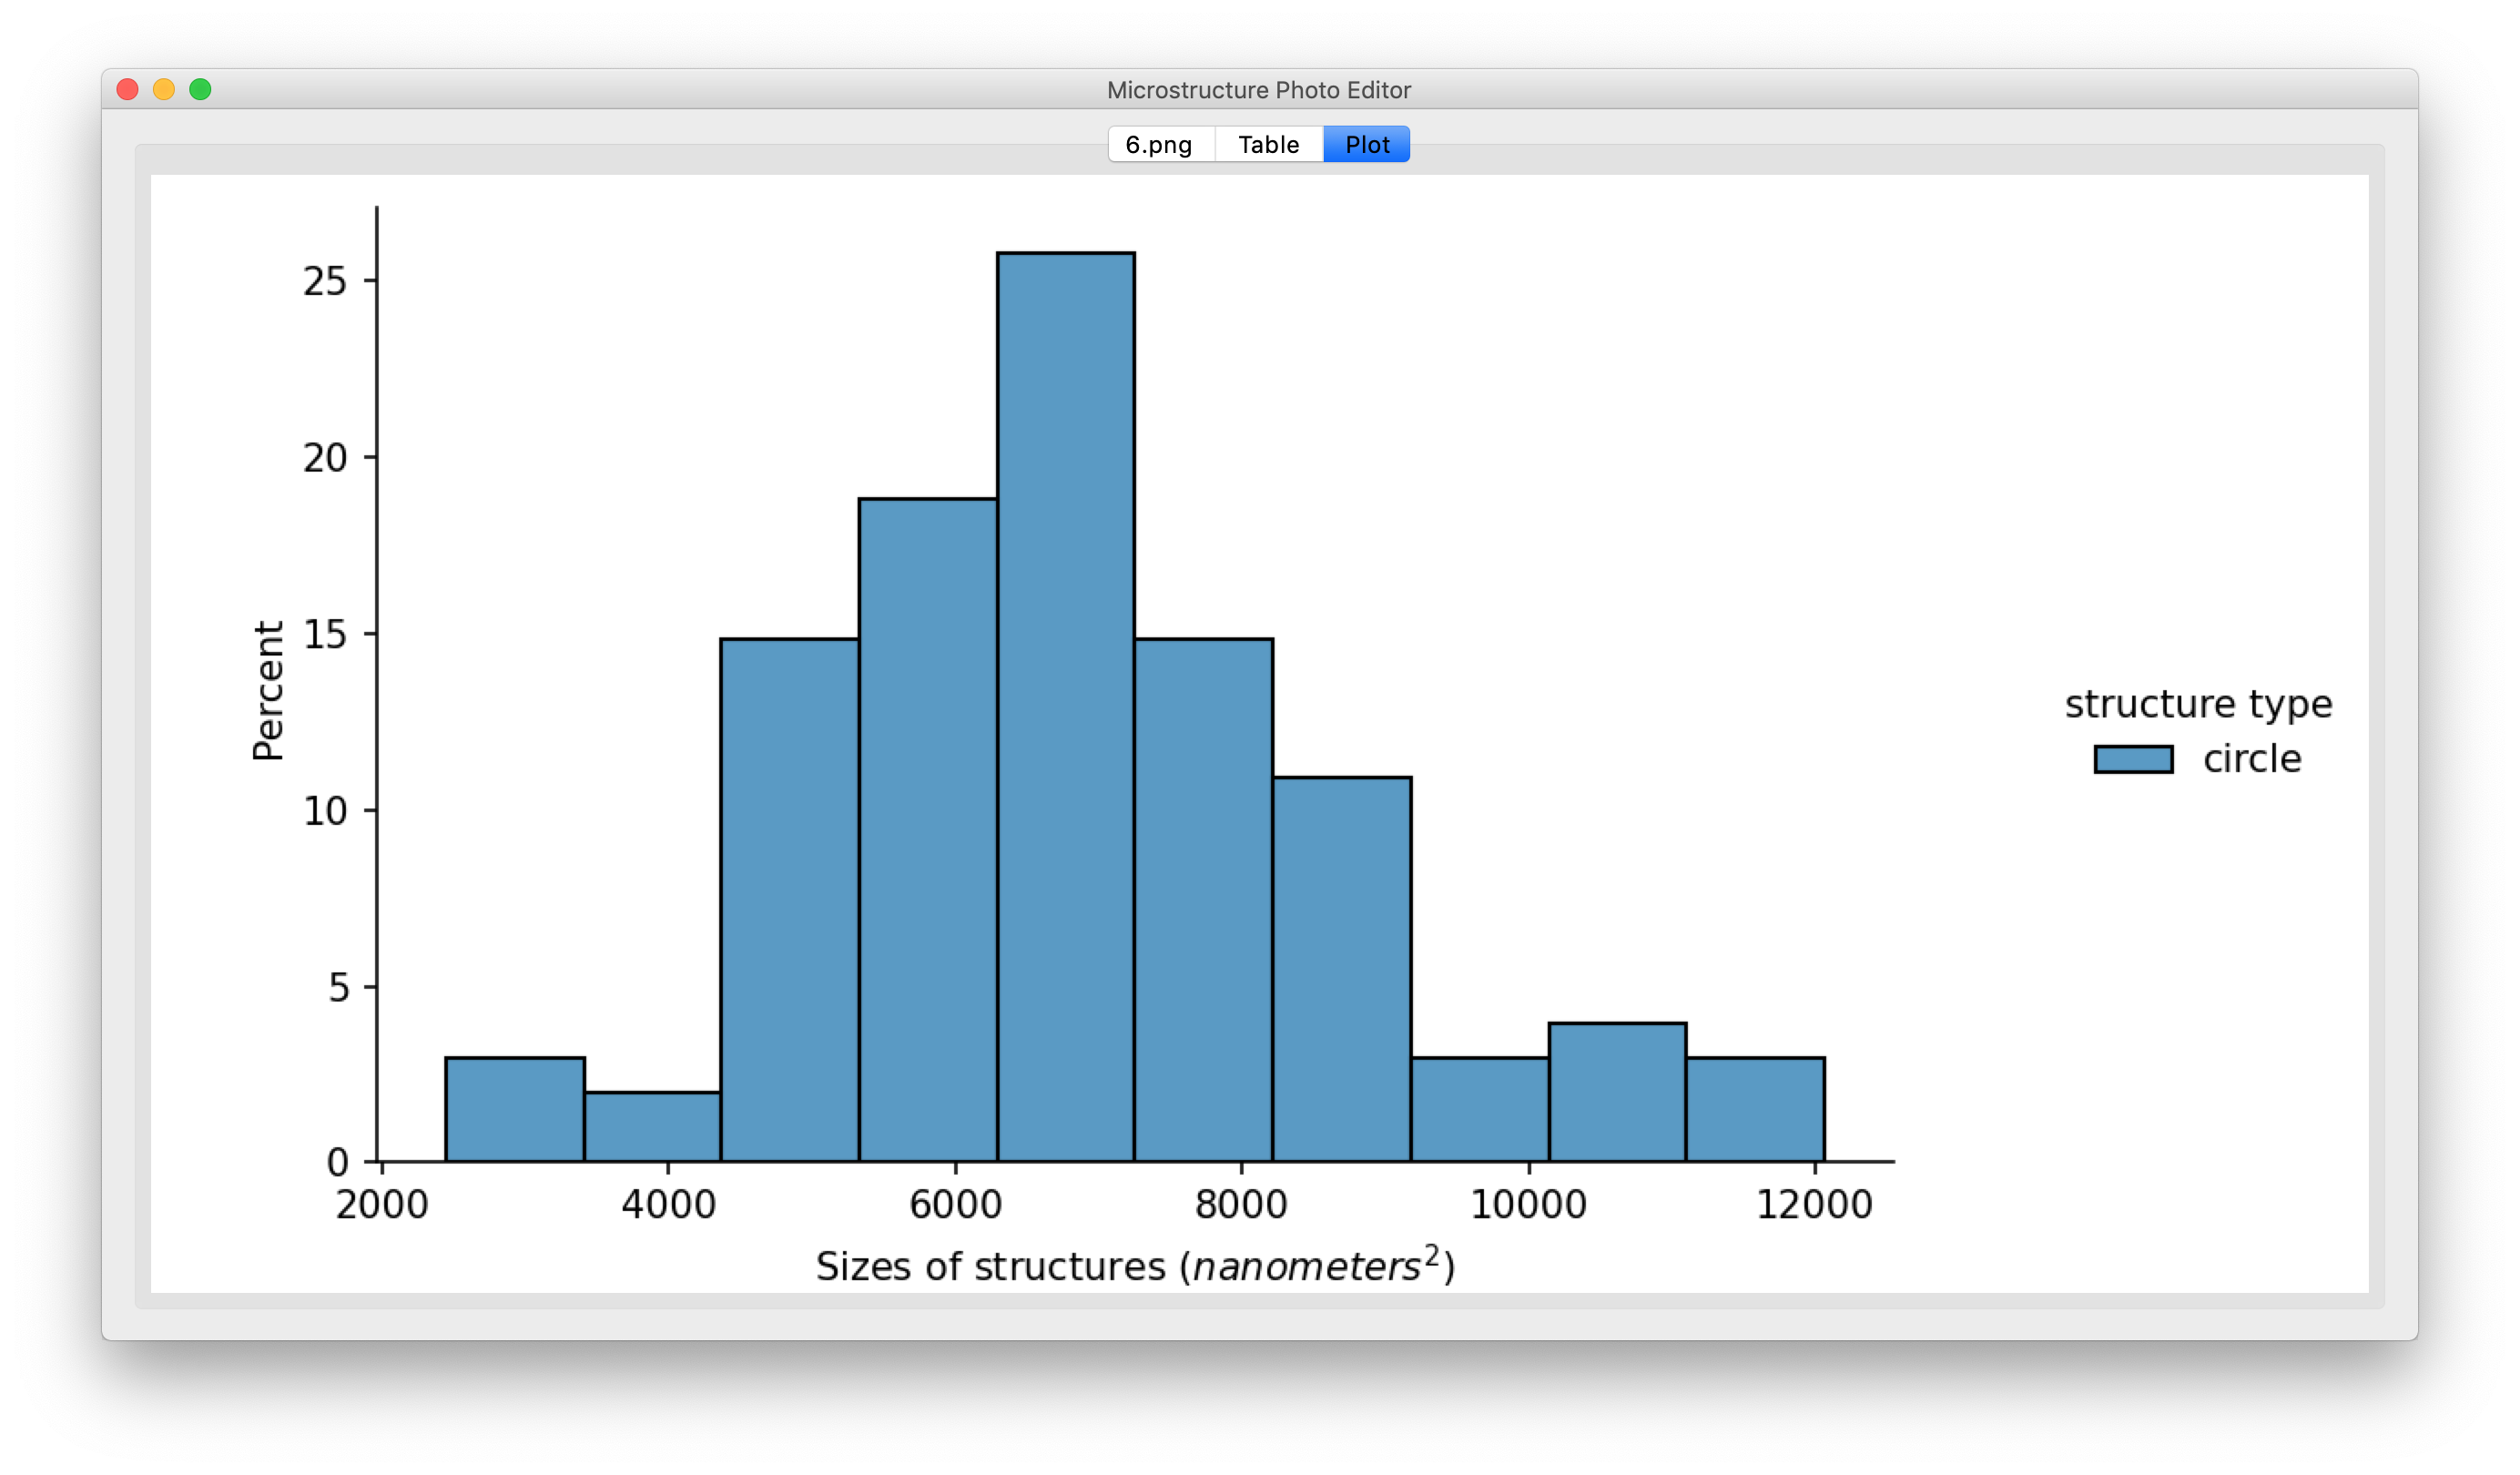 Microstructure Photo Editor
6.png Table Plot
25
20
15
10
5
0
Percent
2000 4000 6000 8000 10000 12000
Sizes of structures (nanometers²)
structure type
circle